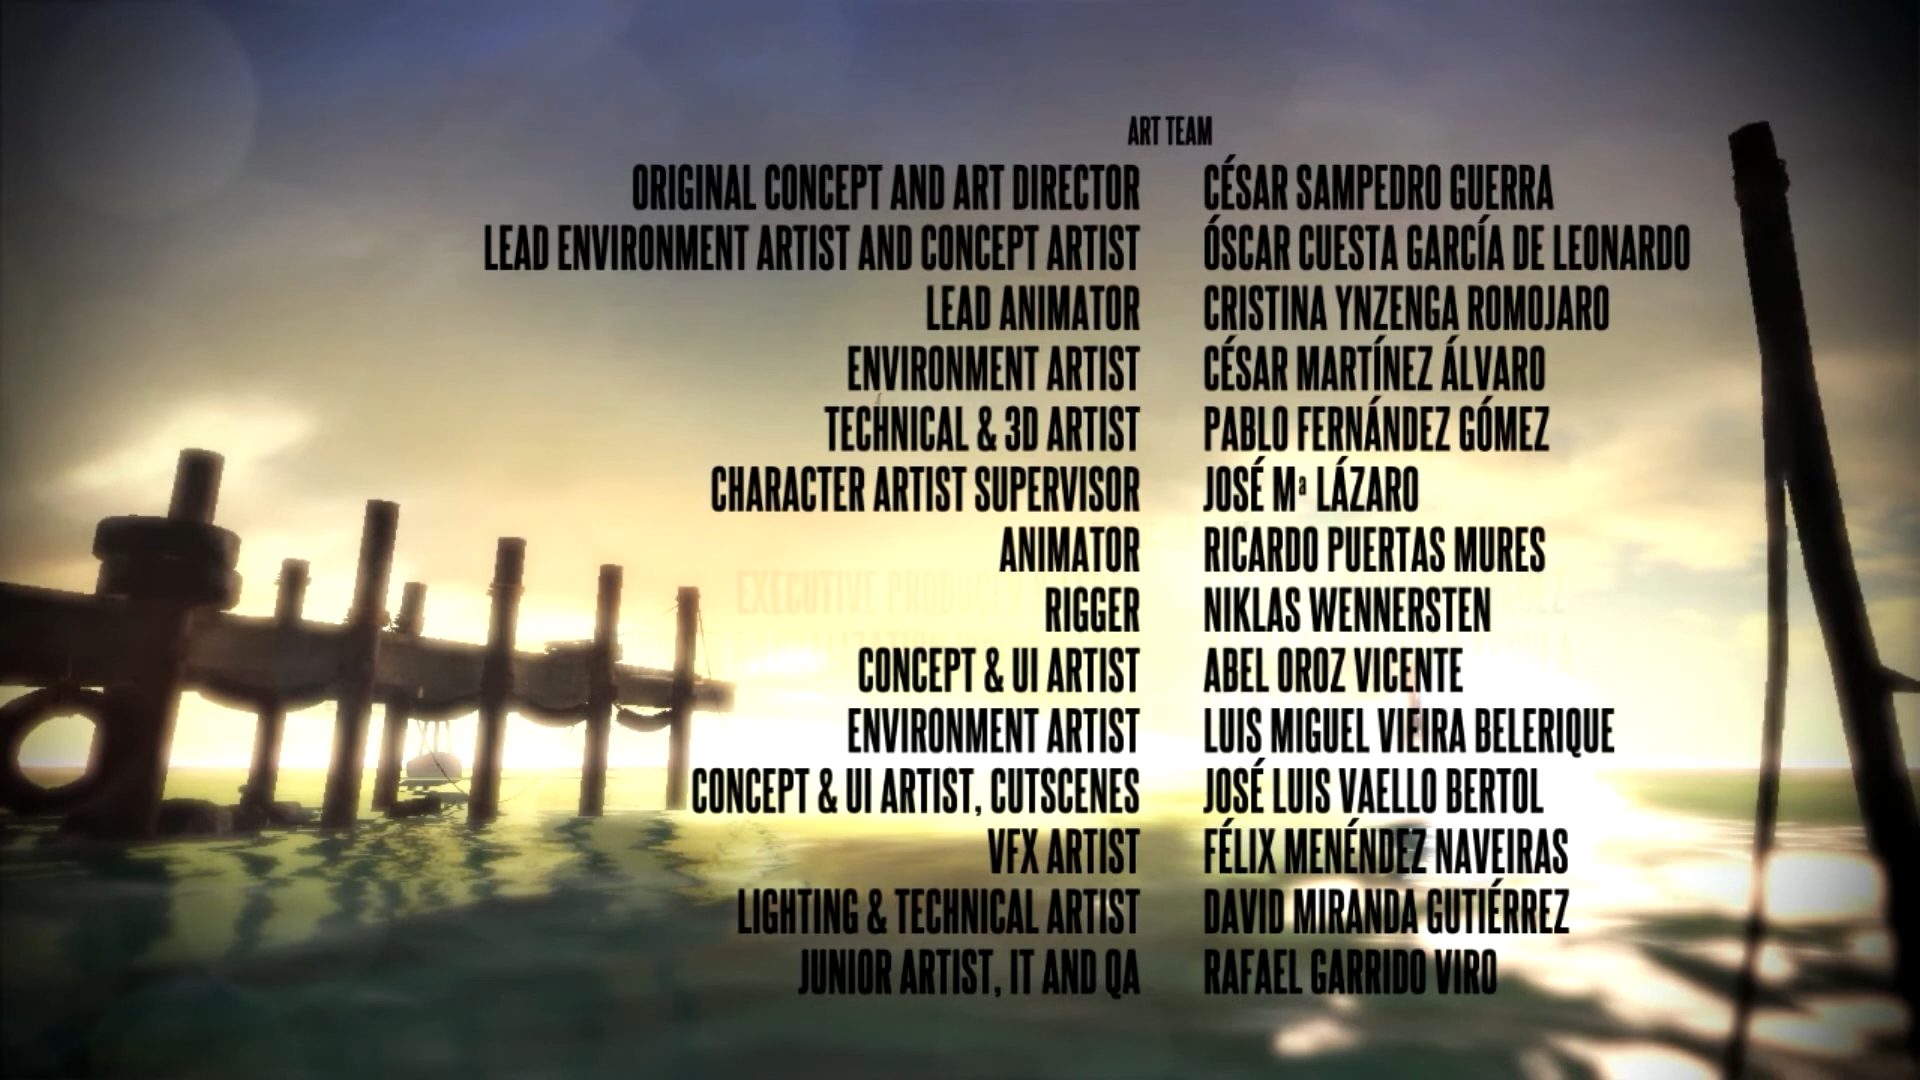 ART TEAM
ORIGINAL CONCEPT AND ART DIRECTOR CÉSAR SAMPEDRO GUERRA
LEAD ENVIRONMENT ARTIST AND CONCEPT ARTIST ÓSCAR CUESTA GARCÍA DE LEONARDO
LEAD ANIMATOR CRISTINA YNZENGA ROMOJARO
ENVIRONMENT ARTIST CÉSAR MARTÍNEZ ÁLVARO
TECHNICAL & 3D ARTIST PABLO FERNÁNDEZ GÓMEZ
CHARACTER ARTIST SUPERVISOR JOSÉ Mª LÁZARO
ANIMATOR RICARDO PUERTAS MURES
EXECUTIVE PRODUCER
RIGGER NIKLAS WENNERSTEN
CONCEPT & UI ARTIST ABEL OROZ VICENTE
ENVIRONMENT ARTIST LUIS MIGUEL VIEIRA BELERIQUE
CONCEPT & UI ARTIST, CUTSCENES JOSÉ LUIS VAELLO BERTOL
VFX ARTIST FÉLIX MENÉNDEZ NAVEIRAS
LIGHTING & TECHNICAL ARTIST DAVID MIRANDA GUTIÉRREZ
JUNIOR ARTIST, IT AND QA RAFAEL GARRIDO VIRO